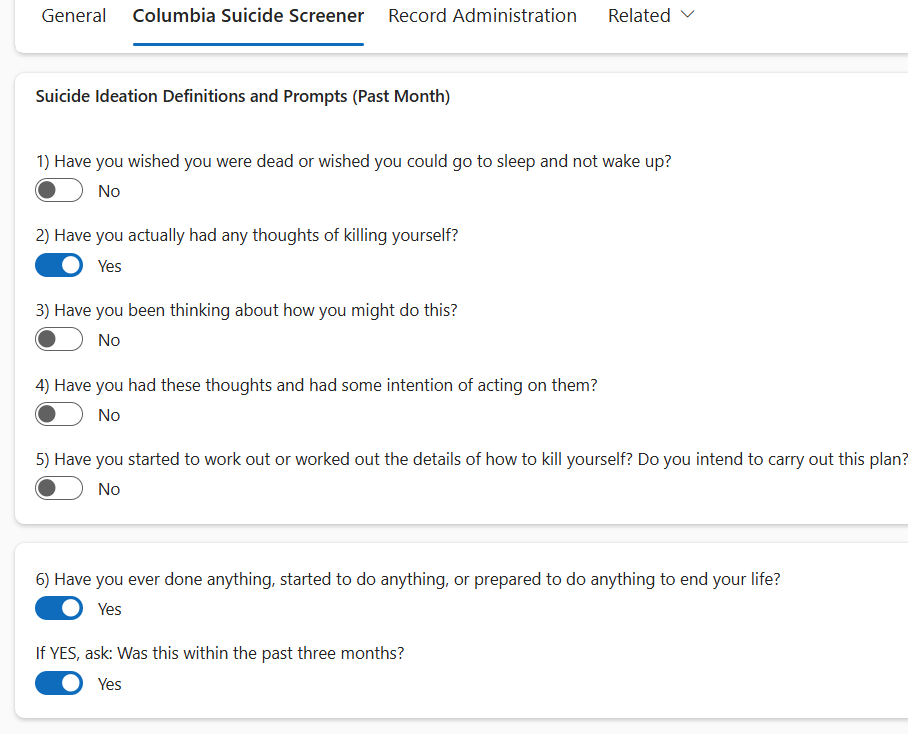 General Columbia Suicide Screener Record Administration Related
Suicide Ideation Definitions and Prompts (Past Month)
1) Have you wished you were dead or wished you could go to sleep and not wake up?
No
2) Have you actually had any thoughts of killing yourself?
Yes
3) Have you been thinking about how you might do this?
No
4) Have you had these thoughts and had some intention of acting on them?
No
5) Have you started to work out or worked out the details of how to kill yourself? Do you intend to carry out this plan?
No
6) Have you ever done anything, started to do anything, or prepared to do anything to end your life?
Yes
If YES, ask: Was this within the past three months?
Yes